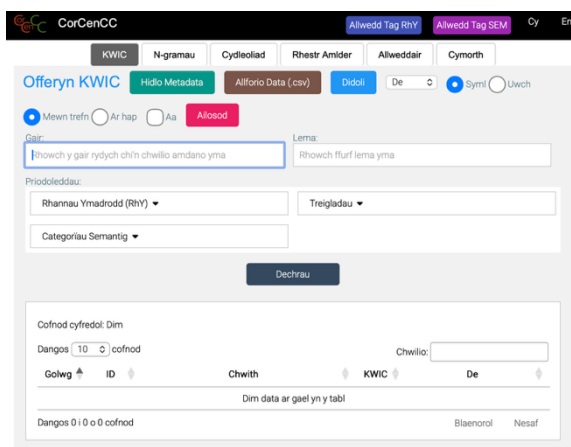 CorCenCC Allwedd Tag RhY Allwedd Tag SEM Cy En
KWIC N-gramau Cydleoliad Rhestr Amlder Allweddair Cymorth
Offeryn KWIC Hidlo Metadata Allforio Data (.csv) Didoli De Syml Uwch
Mewn trefn Ar hap Aa Ailosod
Gair: Lema:
Rhowch y gair rydych chi'n chwilio amdano yma Rhowch ffurf lema yma
Priodoleddau:
Rhannau Ymadrodd (RhY) Treigladau
Categorïau Semantig
Dechrau
Cofnod cyfredol: Dim
Dangos 10 cofnod Chwilio:
Golwg ID Chwith KWIC De
Dim data ar gael yn y tabl
Dangos 0 i 0 o 0 cofnod Blaenorol Nesaf